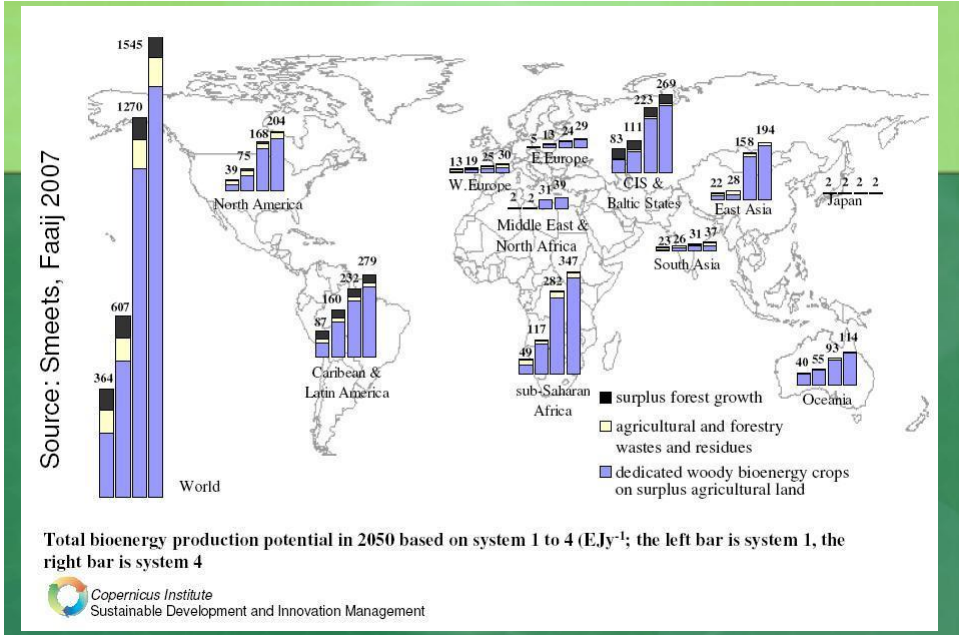 Source: Smeets, Faaij 2007
1545
1270
607
364
World
39 75 168 204
North America
87 160 232 279
Caribean &
Latin America
13 19 25 30
W.Europe
5 13 24 29
E.Europe
2 2 31 39
Middle East &
North Africa
49 117 282 347
sub-Saharan
Africa
83 111 223 269
CIS &
Baltic States
22 28 158 194
East Asia
2 2 2 2
Japan
23 26 31 37
South Asia
40 55 93 114
Oceania
surplus forest growth
agricultural and forestry
wastes and residues
dedicated woody bioenergy crops
on surplus agricultural land
Total bioenergy production potential in 2050 based on system 1 to 4 (EJy-1; the left bar is system 1, the
right bar is system 4
Copernicus Institute
Sustainable Development and Innovation Management